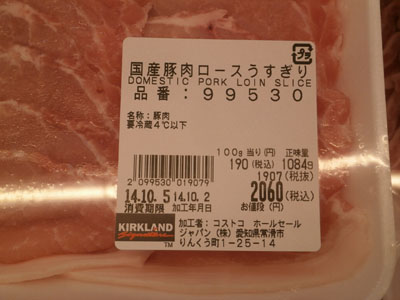 国産豚肉ロースうすぎり
DOMESTIC PORK LOIN SLICE
品番:99530
名称:豚肉
要冷蔵4℃以下
100g当り(円) 正味量
190(税込) 1084g
1907(税抜)
2 099530 019079
14.10.5 14.10.2 2060(税込)
消費期限 加工年月日 お値段(円)
KIRKLAND
Signature
TM
加工者:コストコ ホールセール
ジャパン(株)愛知県常滑市
りんくう町1-25-14